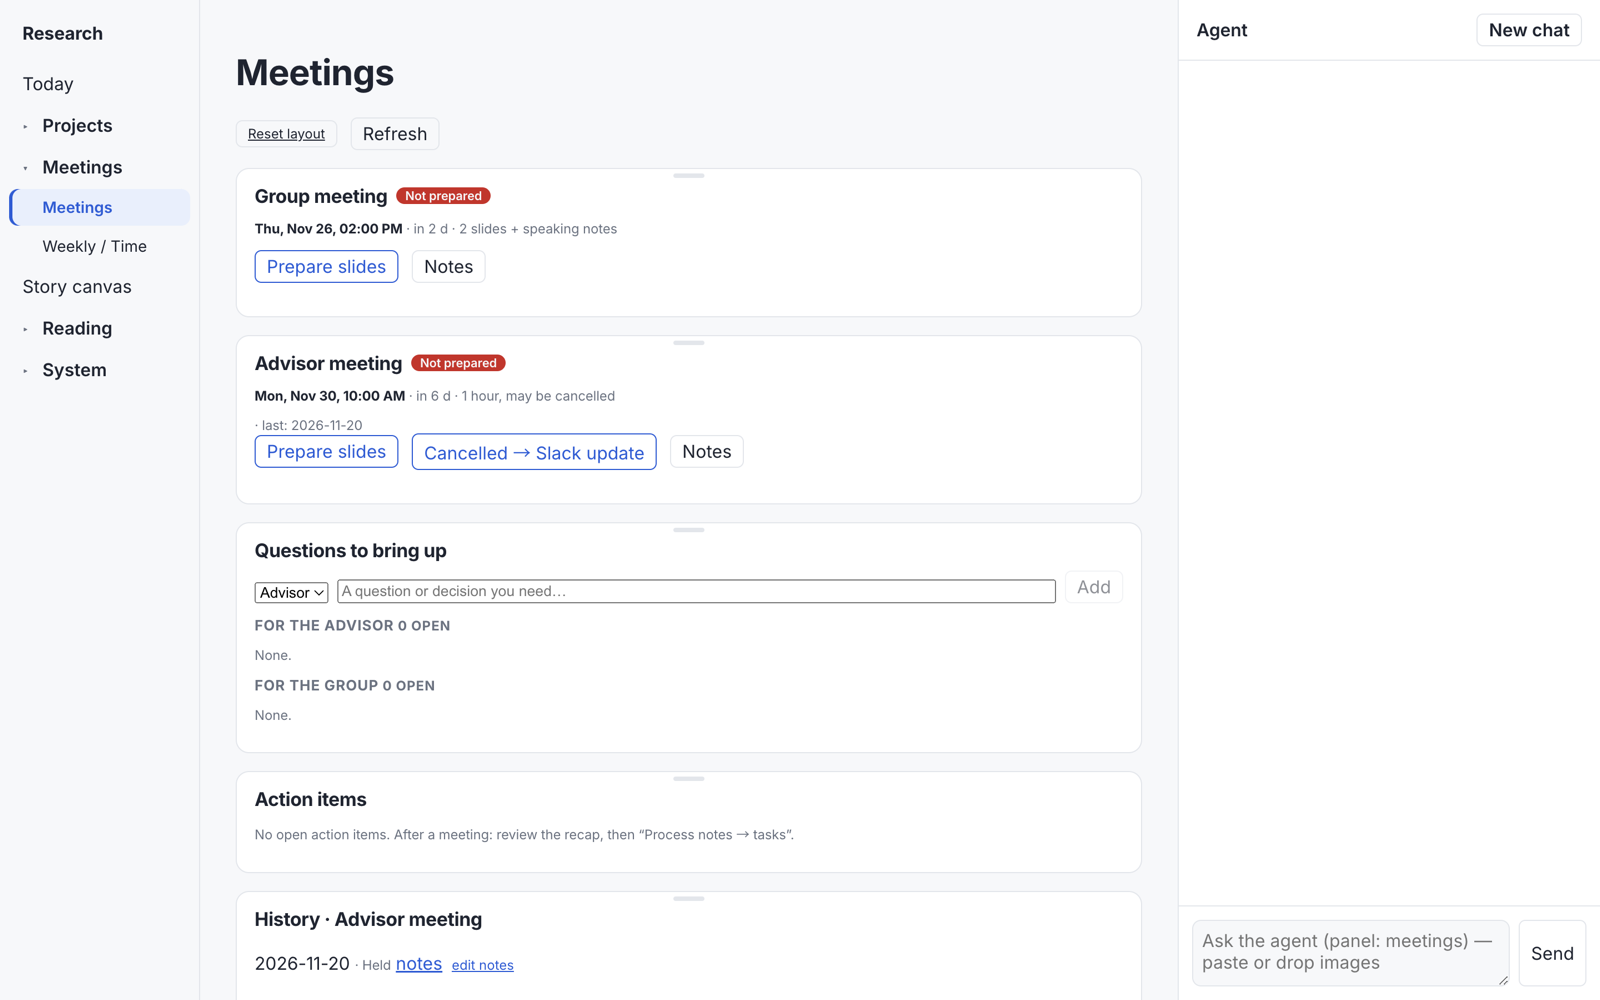 Research
Today
Projects
Meetings
Meetings
Weekly / Time
Story canvas
Reading
System
Meetings
Reset layout
Refresh
Group meeting Not prepared
Thu, Nov 26, 02:00 PM · in 2 d · 2 slides + speaking notes
Prepare slides
Notes
Advisor meeting Not prepared
Mon, Nov 30, 10:00 AM · in 6 d · 1 hour, may be cancelled
· last: 2026-11-20
Prepare slides
Cancelled → Slack update
Notes
Questions to bring up
Advisor
A question or decision you need…
Add
FOR THE ADVISOR 0 OPEN
None.
FOR THE GROUP 0 OPEN
None.
Action items
No open action items. After a meeting: review the recap, then “Process notes → tasks”.
History · Advisor meeting
2026-11-20 · Held notes edit notes
Agent
New chat
Ask the agent (panel: meetings) —
paste or drop images
Send